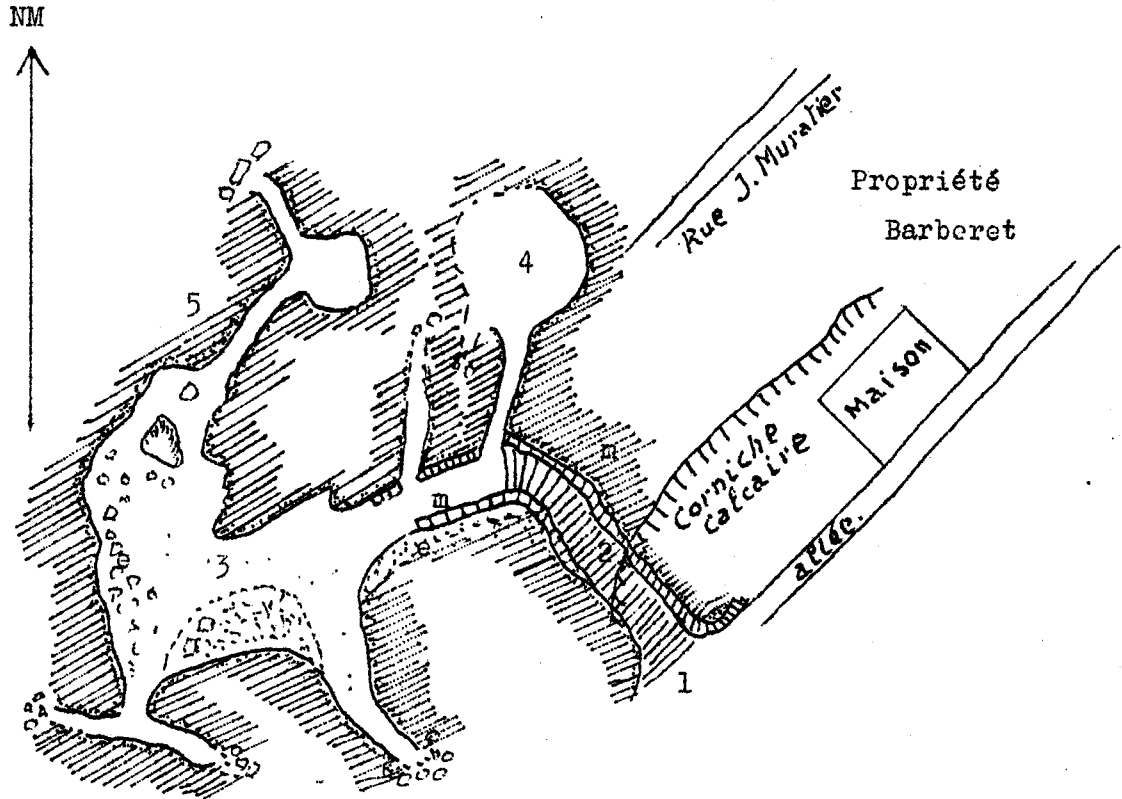 NM
Rue J. Muratier
Propriété
Barberet
4
5
Maison
m
Corniche
calcaire
m
e
2
allée.
3
e
1